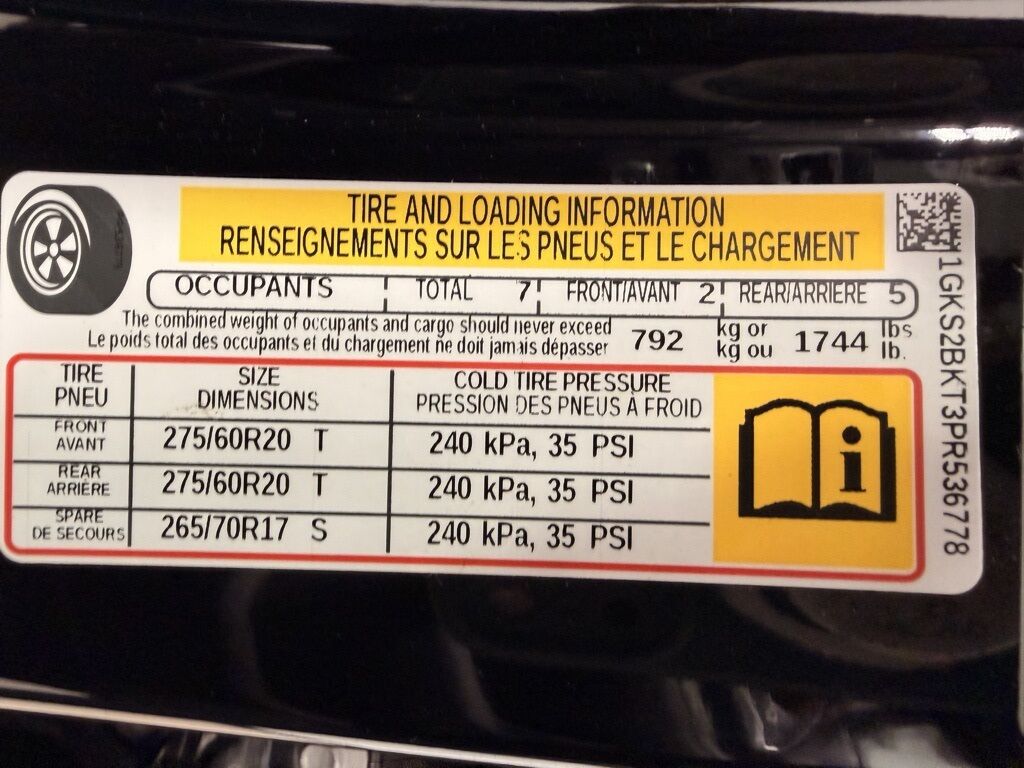 TIRE AND LOADING INFORMATION
RENSEIGNEMENTS SUR LES PNEUS ET LE CHARGEMENT
OCCUPANTS TOTAL 7 FRONT/AVANT 2 REAR/ARRIÈRE 5
The combined weight of occupants and cargo should never exceed
Le poids total des occupants et du chargement ne doit jamais dépasser
792 kg or 1744 lbs
kg ou lb.
TIRE SIZE COLD TIRE PRESSURE
PNEU DIMENSIONS PRESSION DES PNEUS À FROID
FRONT
AVANT 275/60R20 T 240 kPa, 35 PSI
REAR
ARRIÈRE 275/60R20 T 240 kPa, 35 PSI
SPARE
DE SECOURS 265/70R17 S 240 kPa, 35 PSI
1GKS2BKT3PR536778